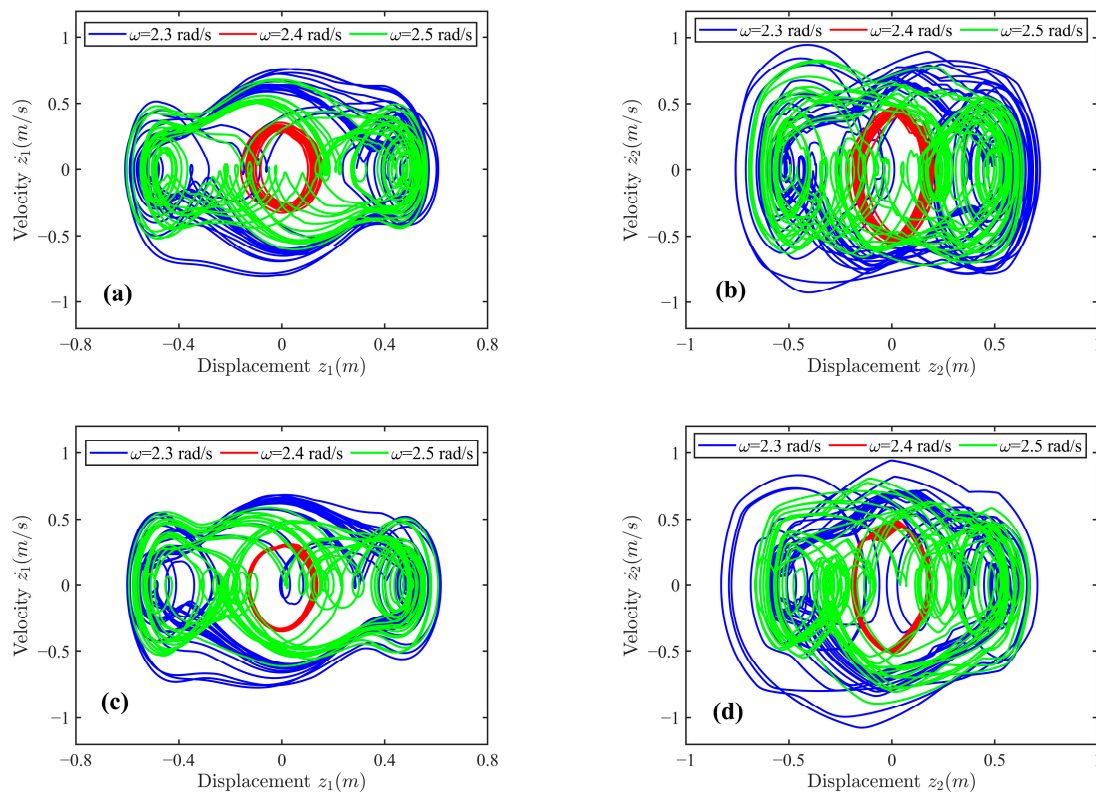 ω=2.3 rad/s ω=2.4 rad/s ω=2.5 rad/s
1
0.5
0
−0.5
−1
Velocity ż₁(m/s)
(a)
−0.8 −0.4 0 0.4 0.8
Displacement z₁(m)
ω=2.3 rad/s ω=2.4 rad/s ω=2.5 rad/s
1
0.5
0
−0.5
−1
Velocity ż₂(m/s)
(b)
−1 −0.5 0 0.5 1
Displacement z₂(m)
ω=2.3 rad/s ω=2.4 rad/s ω=2.5 rad/s
1
0.5
0
−0.5
−1
Velocity ż₁(m/s)
(c)
−0.8 −0.4 0 0.4 0.8
Displacement z₁(m)
ω=2.3 rad/s ω=2.4 rad/s ω=2.5 rad/s
1
0.5
0
−0.5
−1
Velocity ż₂(m/s)
(d)
−1 −0.5 0 0.5 1
Displacement z₂(m)